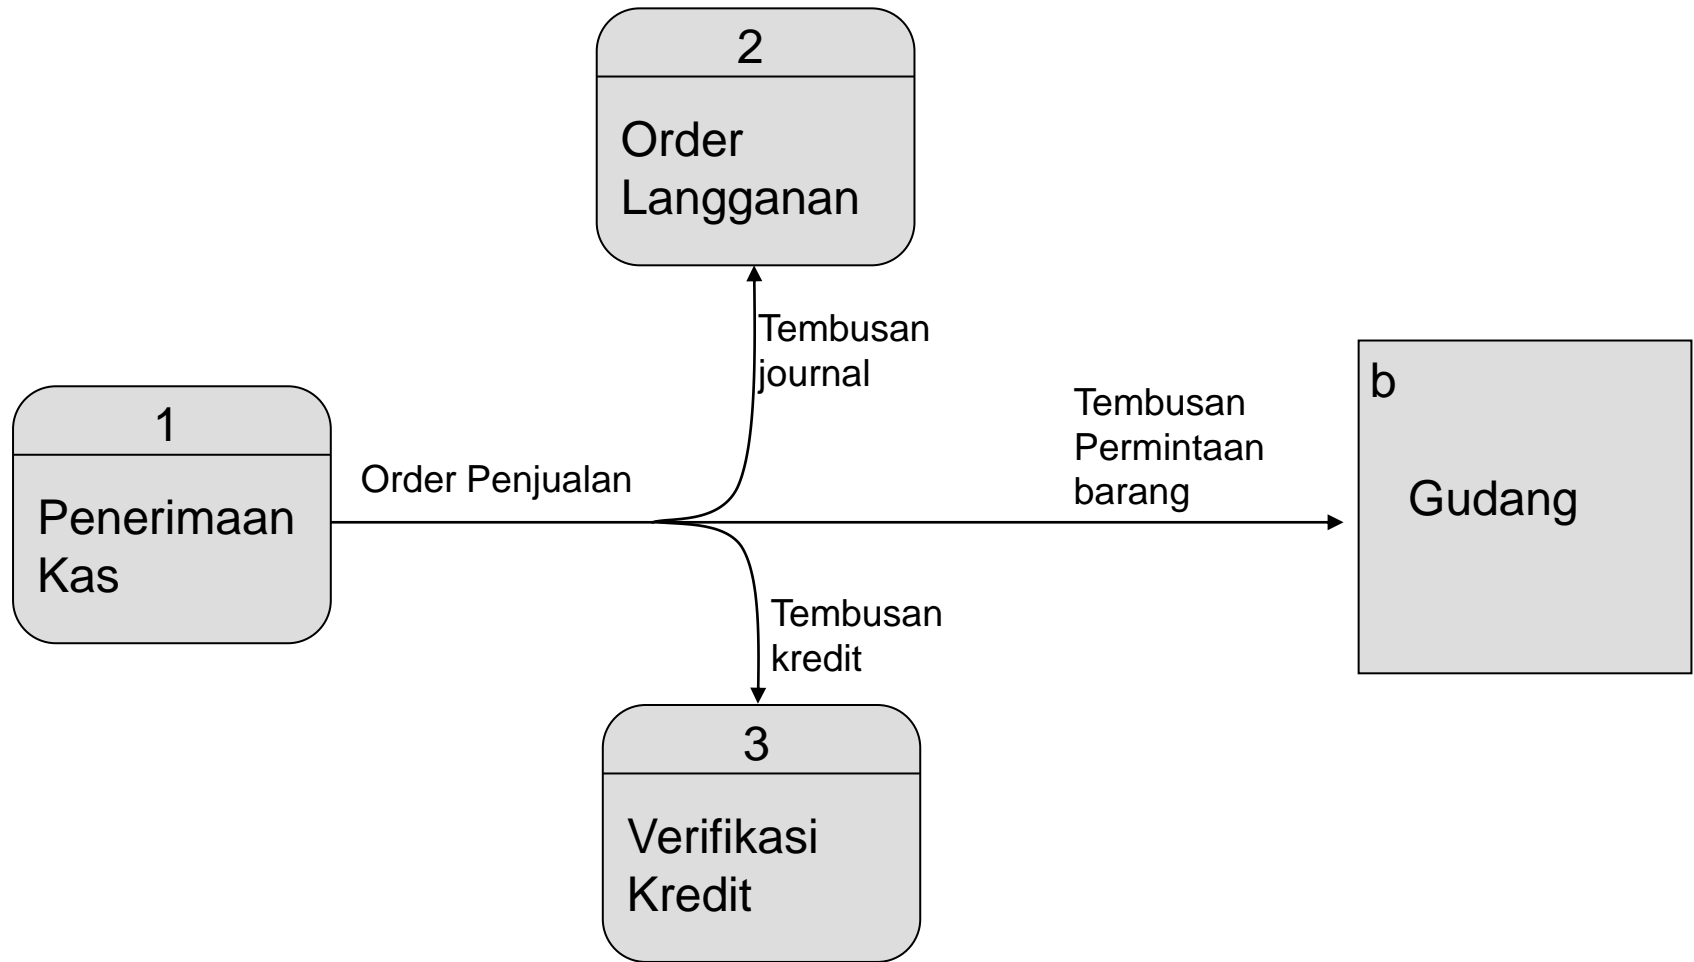 2
Order
Langganan
Tembusan
journal
1
Penerimaan
Kas
Order Penjualan
Tembusan
Permintaan
barang
b
Gudang
Tembusan
kredit
3
Verifikasi
Kredit